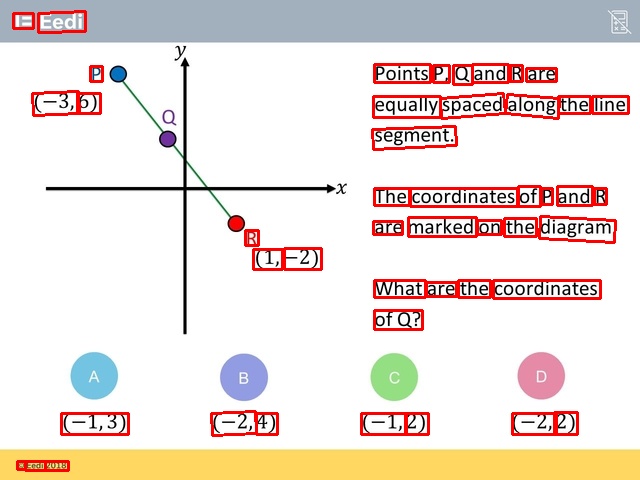 Eedi
y
P
(−3, 6)
Q
x
R
(1, −2)
Points P, Q and R are
equally spaced along the line
segment.
The coordinates of P and R
are marked on the diagram
What are the coordinates
of Q?
A
B
C
D
(−1, 3)
(−2, 4)
(−1, 2)
(−2, 2)
© Eedi 2018